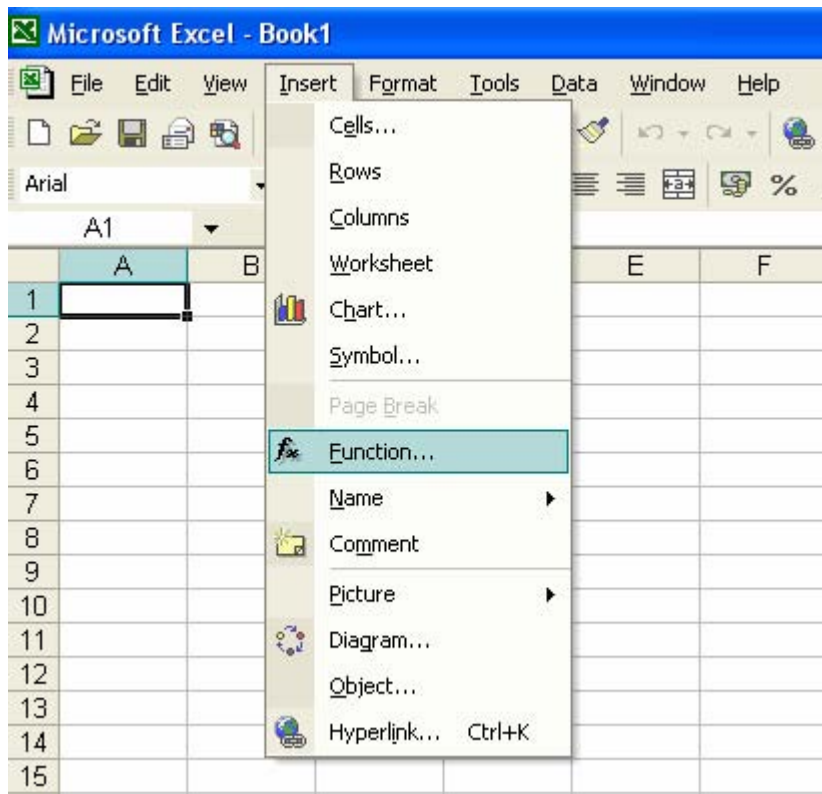 Microsoft Excel - Book1
File Edit View Insert Format Tools Data Window Help
Arial %
A1
A B E F
Cells...
Rows
Columns
Worksheet
Chart...
Symbol...
Page Break
fx Function...
Name
Comment
Picture
Diagram...
Object...
Hyperlink... Ctrl+K
1
2
3
4
5
6
7
8
9
10
11
12
13
14
15